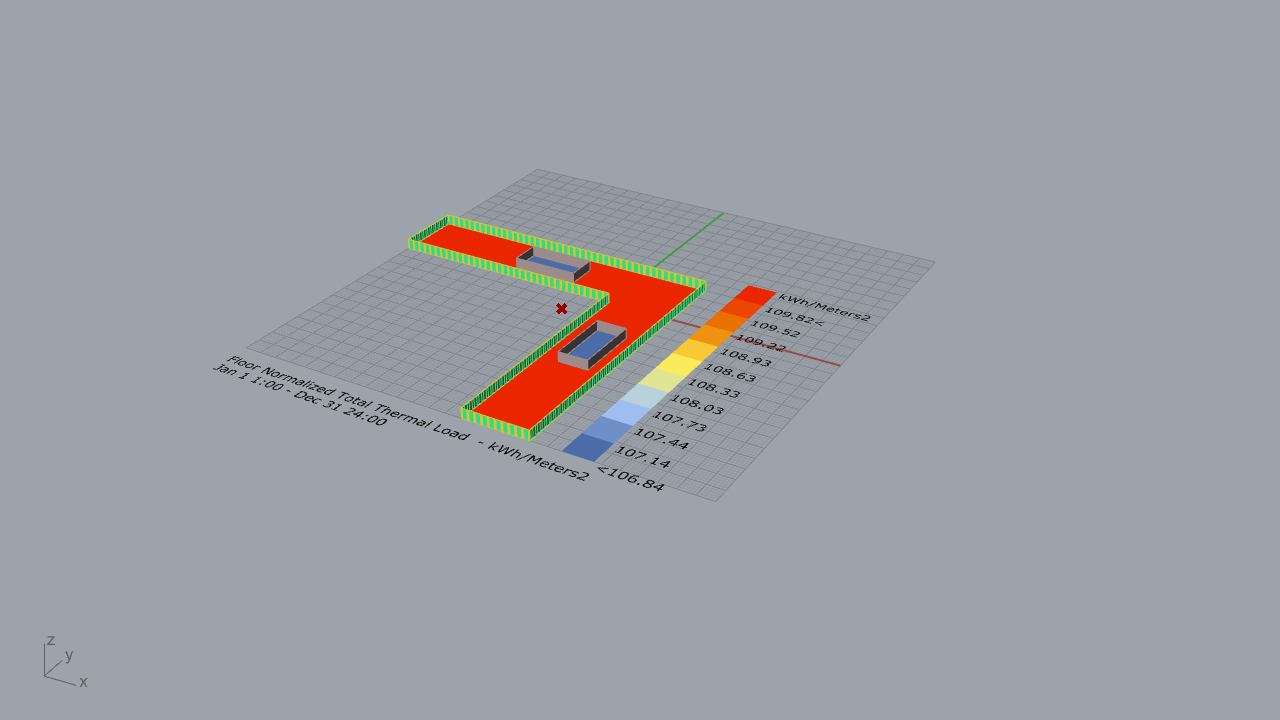 kWh/Meters2
109.82<
109.52
109.22
108.93
108.63
108.33
108.03
107.73
107.44
107.14
<106.84
Floor Normalized Total Thermal Load  - kWh/Meters2
Jan 1 1:00 - Dec 31 24:00
z
y
x